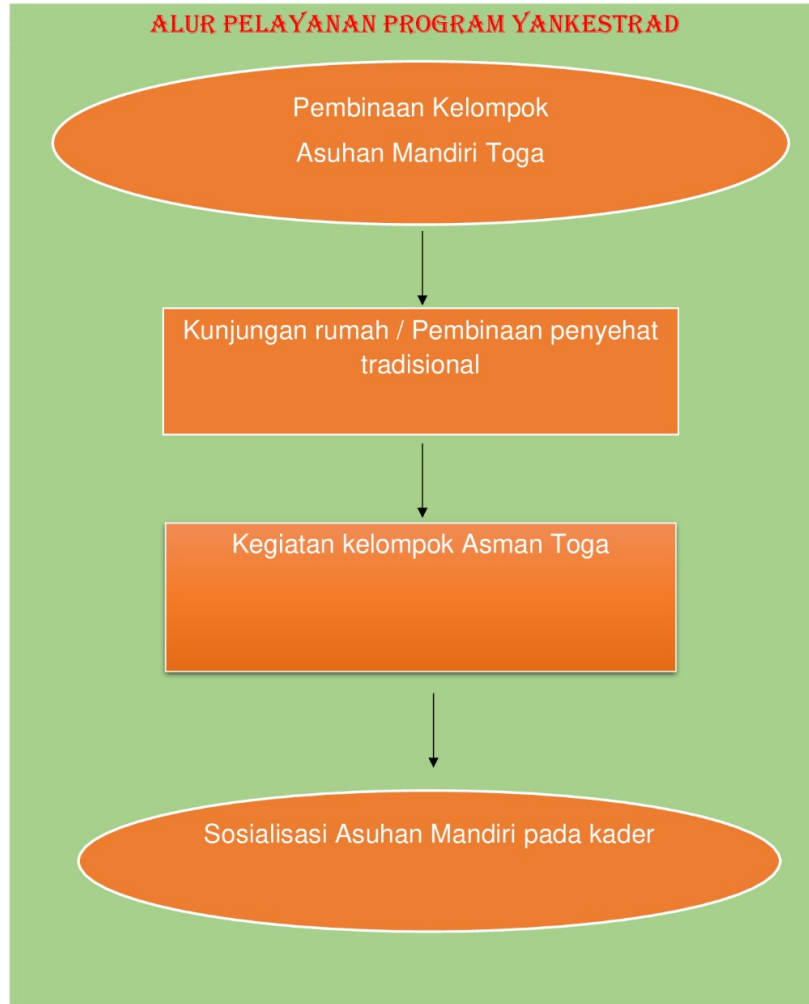 ALUR PELAYANAN PROGRAM YANKESTRAD
Pembinaan Kelompok
Asuhan Mandiri Toga
Kunjungan rumah / Pembinaan penyehat
tradisional
Kegiatan kelompok Asman Toga
Sosialisasi Asuhan Mandiri pada kader